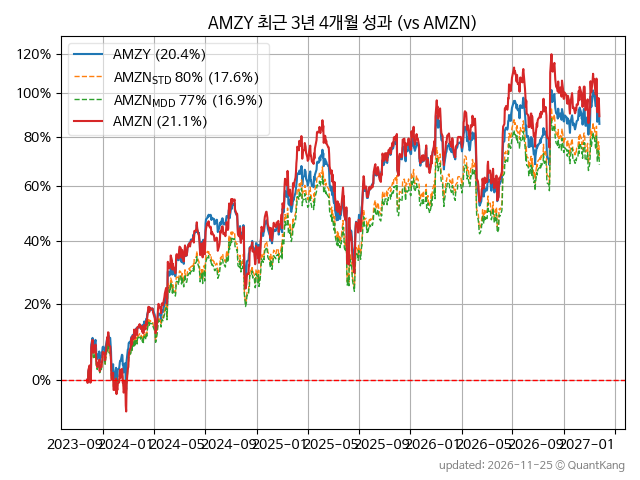 AMZY 최근 3년 4개월 성과 (vs AMZN)
120%
100%
80%
60%
40%
20%
0%
AMZY (20.4%)
AMZN_STD 80% (17.6%)
AMZN_MDD 77% (16.9%)
AMZN (21.1%)
2023-09 2024-01 2024-05 2024-09 2025-01 2025-05 2025-09 2026-01 2026-05 2026-09 2027-01
updated: 2026-11-25 © QuantKang